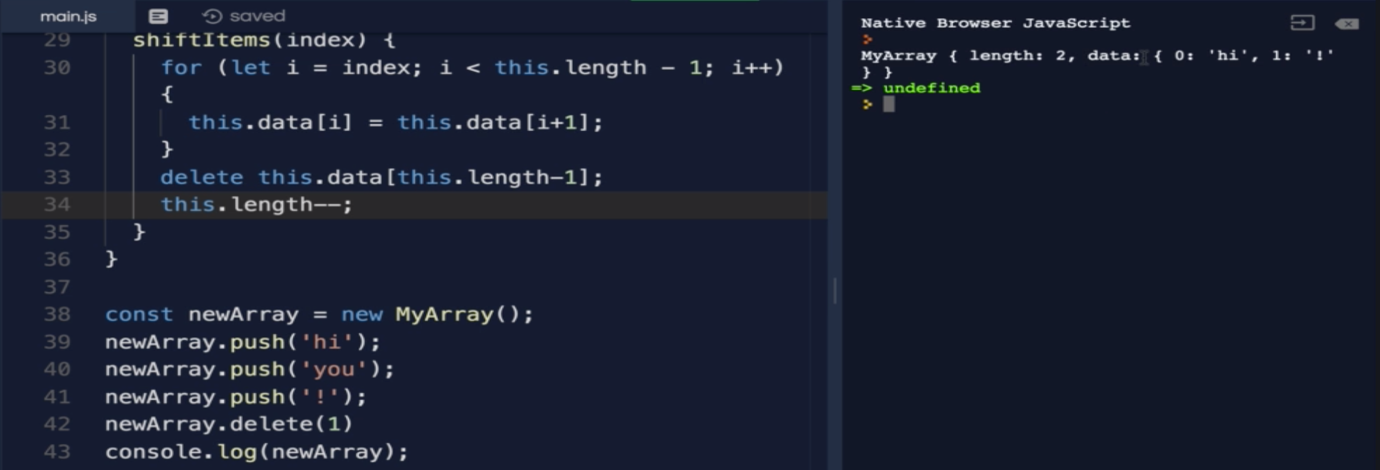 main.js saved
29 shiftItems(index) {
30 for (let i = index; i < this.length - 1; i++)
{
31 this.data[i] = this.data[i+1];
32 }
33 delete this.data[this.length-1];
34 this.length--;
35 }
36 }
37
38 const newArray = new MyArray();
39 newArray.push('hi');
40 newArray.push('you');
41 newArray.push('!');
42 newArray.delete(1)
43 console.log(newArray);
Native Browser JavaScript
>
MyArray { length: 2, data: { 0: 'hi', 1: '!'
} }
=> undefined
>